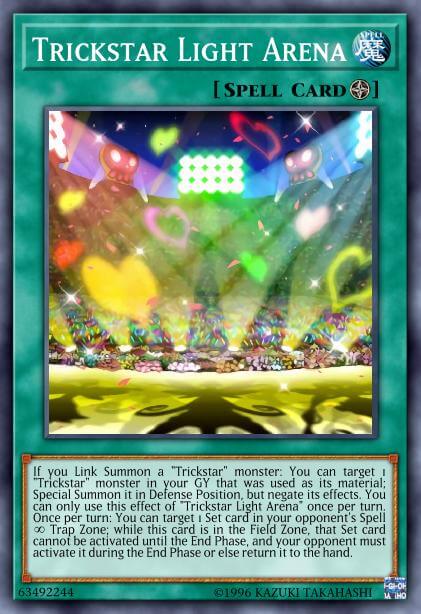 TRICKSTAR LIGHT ARENA
SPELL
魔
[SPELL CARD]
If you Link Summon a "Trickstar" monster: You can target 1
"Trickstar" monster in your GY that was used as its material;
Special Summon it in Defense Position, but negate its effects. You
can only use this effect of "Trickstar Light Arena" once per turn.
Once per turn: You can target 1 Set card in your opponent's Spell
∞ Trap Zone; while this card is in the Field Zone, that Set card
cannot be activated until the End Phase, and your opponent must
activate it during the End Phase or else return it to the hand.
63492244
©1996 KAZUKI TAKAHASHI